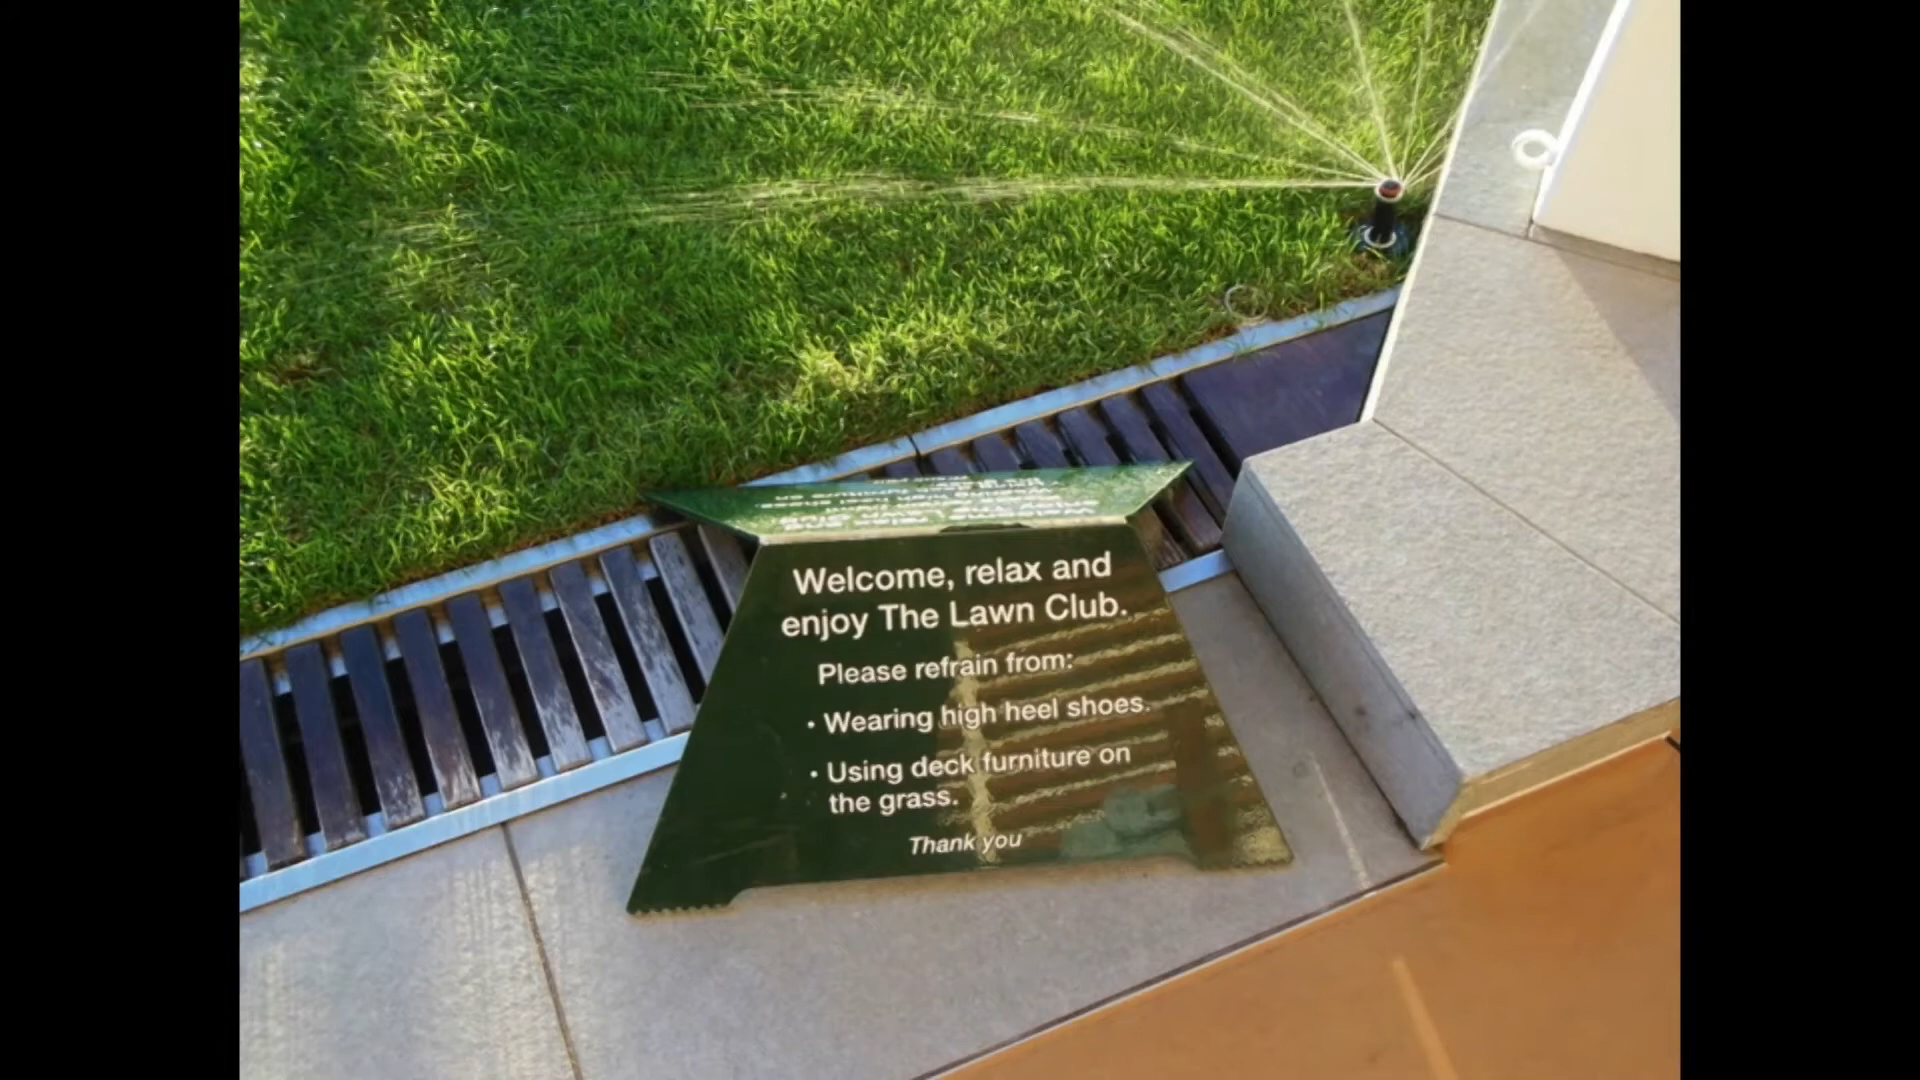 Welcome, relax and
enjoy The Lawn Club.
Please refrain from:
• Wearing high heel shoes.
• Using deck furniture on
the grass.
Thank you